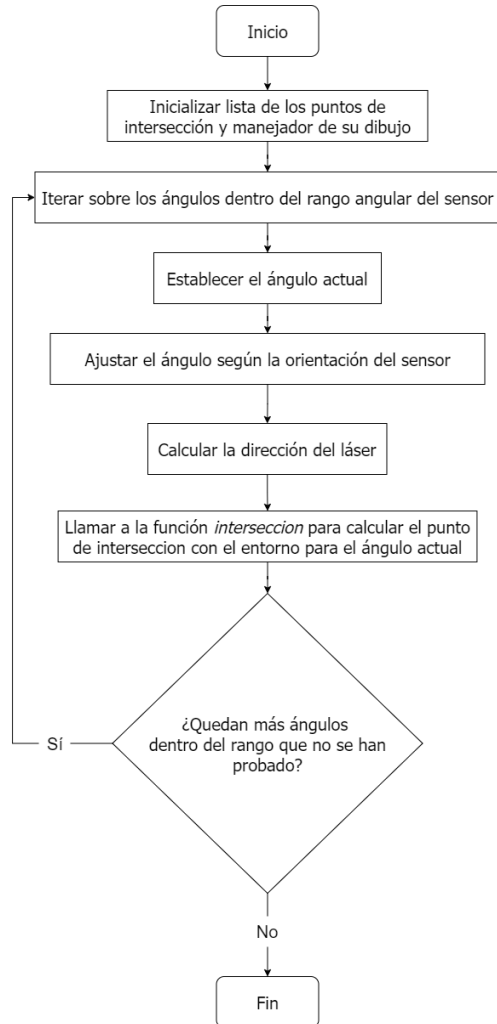 Inicio
Inicializar lista de los puntos de
intersección y manejador de su dibujo
Iterar sobre los ángulos dentro del rango angular del sensor
Establecer el ángulo actual
Ajustar el ángulo según la orientación del sensor
Calcular la dirección del láser
Llamar a la función interseccion para calcular el punto
de interseccion con el entorno para el ángulo actual
¿Quedan más ángulos
dentro del rango que no se han
probado?
Sí
No
Fin